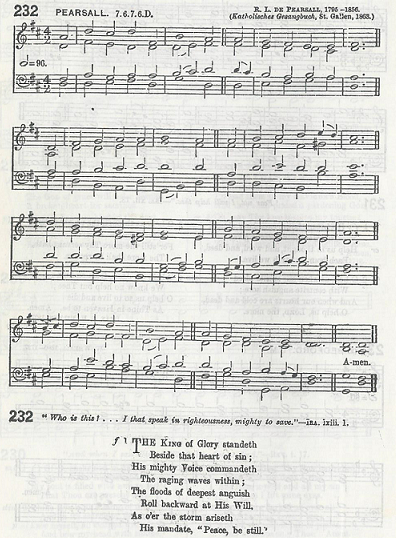 232 PEARSALL. 7.6.7.6.D. R. L. DE PEARSALL, 1795-1856.
(Katholisches Gesangbuch, St. Gallen, 1863.)
=96.
A-men.
232 "Who is this? . . . I that speak in righteousness, mighty to save."—ISA. lxiii. 1.
f 1 THE KING of Glory standeth
Beside that heart of sin;
His mighty Voice commandeth
The raging waves within;
The floods of deepest anguish
Roll backward at His Will,
As o'er the storm ariseth
His mandate, "Peace, be still."